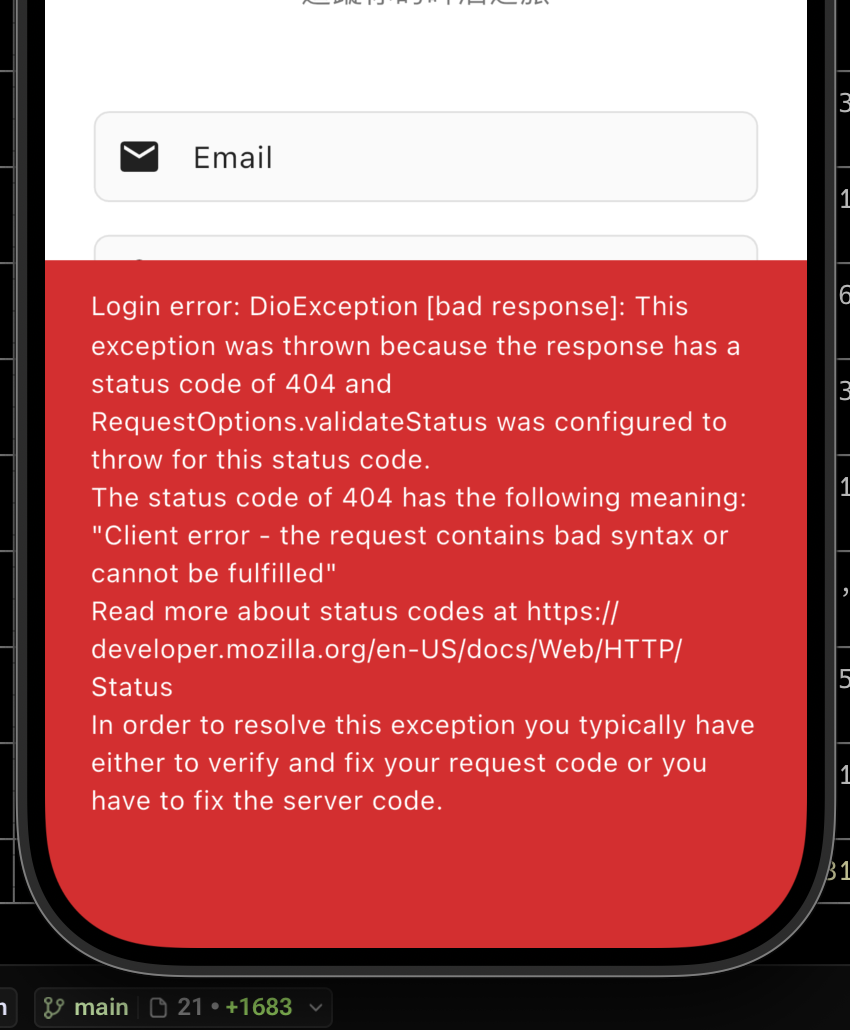 Email
Login error: DioException [bad response]: This
exception was thrown because the response has a
status code of 404 and
RequestOptions.validateStatus was configured to
throw for this status code.
The status code of 404 has the following meaning:
"Client error - the request contains bad syntax or
cannot be fulfilled"
Read more about status codes at https://
developer.mozilla.org/en-US/docs/Web/HTTP/
Status
In order to resolve this exception you typically have
either to verify and fix your request code or you
have to fix the server code.
main 21 • +1683